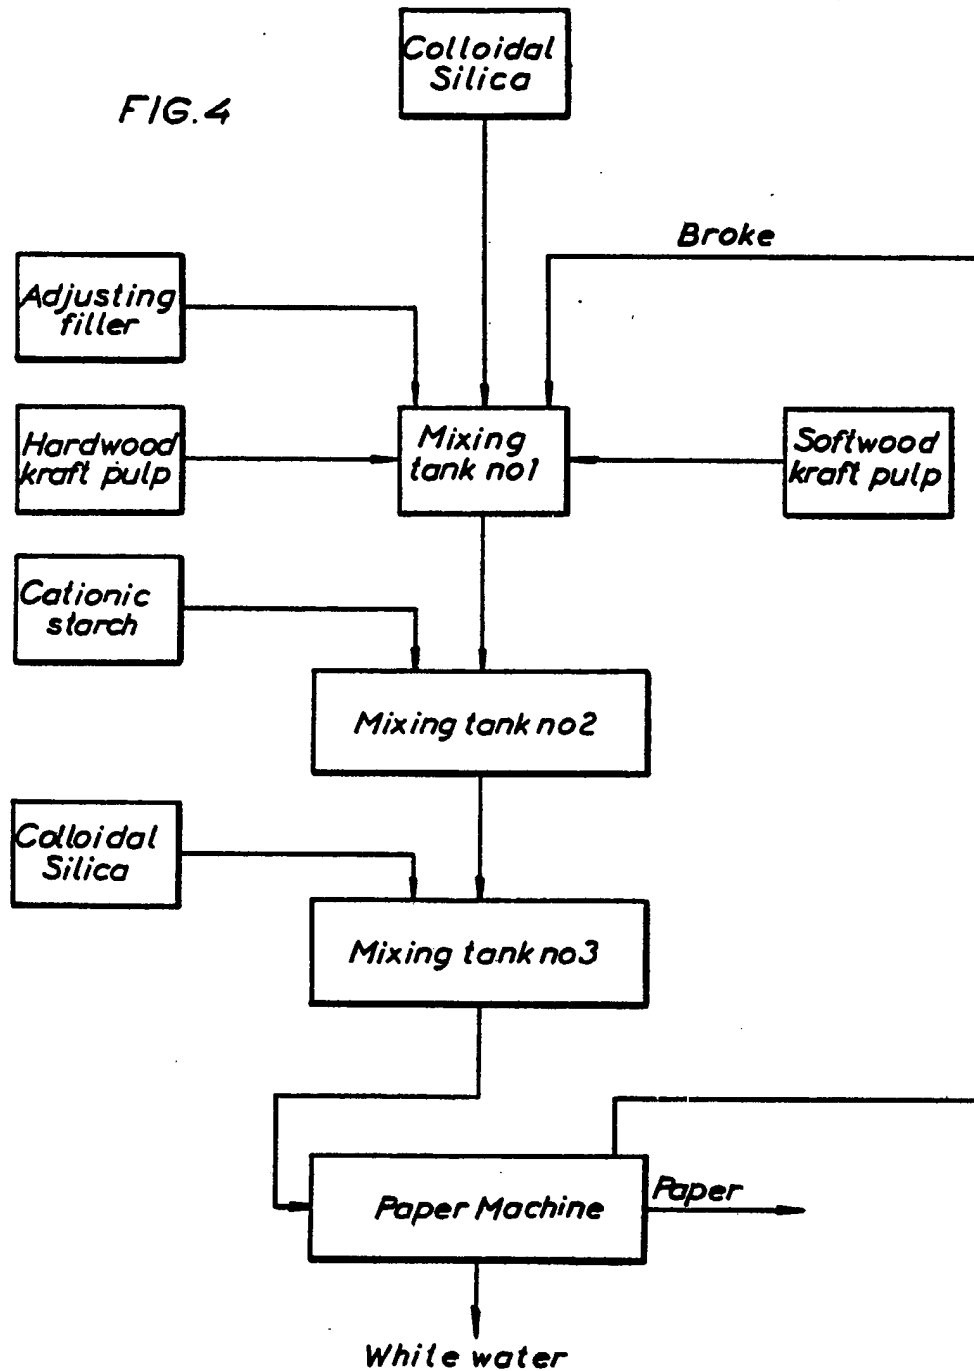 Colloidal
Silica
FIG.4
Broke
Adjusting
filler
Hardwood
kraft pulp
Mixing
tank no1
Softwood
kraft pulp
Cationic
starch
Mixing tank no2
Colloidal
Silica
Mixing tank no3
Paper Machine
Paper
While water